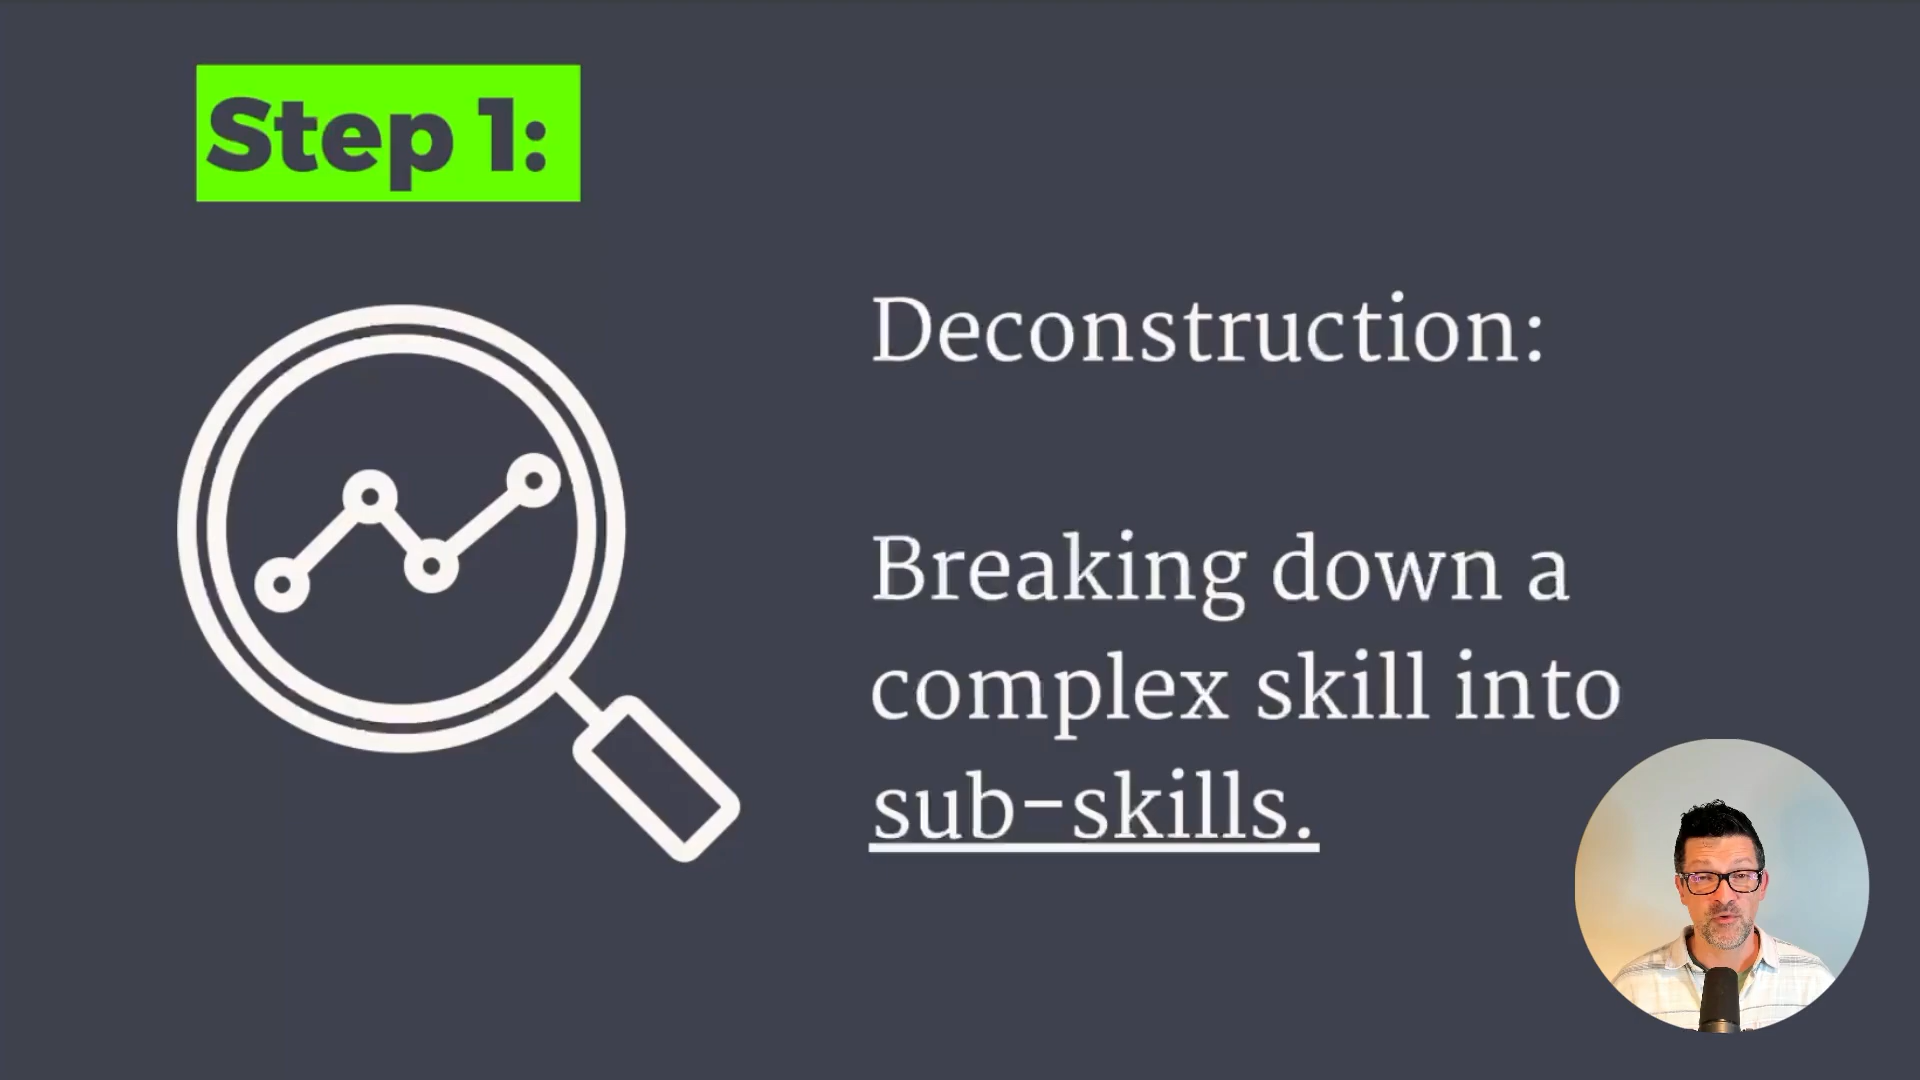 Step 1:
Deconstruction:
Breaking down a
complex skill into
sub-skills.